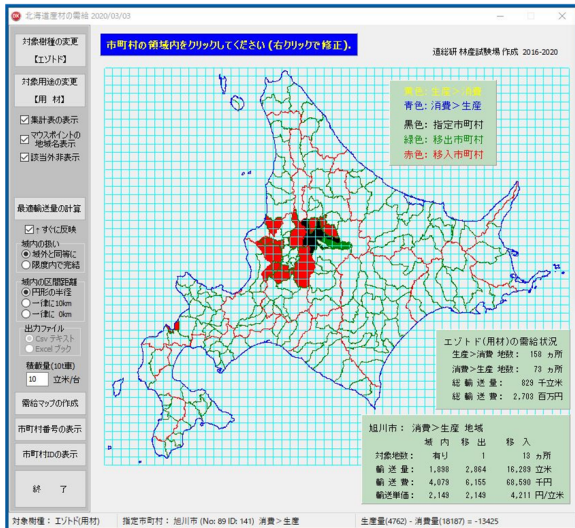 北海道産材の需給 2020/03/03
対象樹種の変更
【エゾトド】
対象用途の変更
【用 材】
集計表の表示
マウスポイントの
地域名表示
該当外非表示
最適輸送量の計算
↑ すぐに反映
域内の扱い
域外と同等に
限度内で完結
域内の区間距離
円形の半径
一律に10km
一律に 0km
出力ファイル
Csv テキスト
Excel ブック
積載量(10t車)
10 立米/台
需給マップの作成
市町村番号の表示
市町村IDの表示
終 了
市町村の領域内をクリックしてください (右クリックで修正).
道総研 林産試験場 作成 2016-2020
黄色: 生産＞消費
青色: 消費＞生産
黒色: 指定市町村
緑色: 移出市町村
赤色: 移入市町村
エゾトド(用材)の需給状況
生産＞消費 地数: 158 ヵ所
消費＞生産 地数: 73 ヵ所
総 輸 送 量: 829 千立米
総 輸 送 費: 2,703 百万円
旭川市: 消費＞生産 地域
域 内 移 出 移 入
対象地数: 有り 1 13 ヵ所
輸 送 量: 1,898 2,864 16,289 立米
輸 送 費: 4,079 6,155 68,590 千円
輸送単価: 2,149 2,149 4,211 円/立米
対象樹種: エゾトド(用材) 指定市町村: 旭川市 (No: 89 ID: 141) 消費＞生産 生産量(4762) - 消費量(18187) = -13425